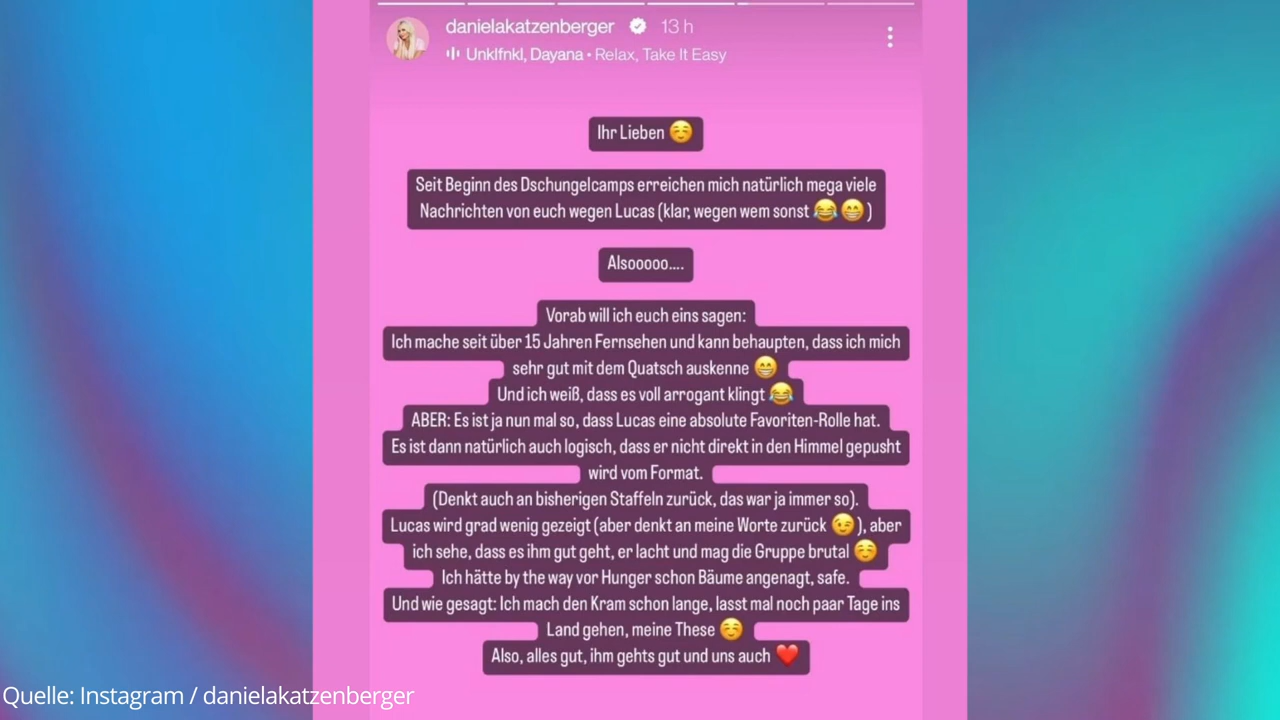 danielakatzenberger 13 h
Unklfnkl, Dayana • Relax, Take It Easy
Ihr Lieben ☺️
Seit Beginn des Dschungelcamps erreichen mich natürlich mega viele
Nachrichten von euch wegen Lucas (klar, wegen wem sonst 😂😁)
Alsooooo....
Vorab will ich euch eins sagen:
Ich mache seit über 15 Jahren Fernsehen und kann behaupten, dass ich mich
sehr gut mit dem Quatsch auskenne 😁
Und ich weiß, dass es voll arrogant klingt 😂
ABER: Es ist ja nun mal so, dass Lucas eine absolute Favoriten-Rolle hat.
Es ist dann natürlich auch logisch, dass er nicht direkt in den Himmel gepusht
wird vom Format.
(Denkt auch an bisherigen Staffeln zurück, das war ja immer so).
Lucas wird grad wenig gezeigt (aber denkt an meine Worte zurück 😉), aber
ich sehe, dass es ihm gut geht, er lacht und mag die Gruppe brutal ☺️
Ich hätte by the way vor Hunger schon Bäume angenagt, safe.
Und wie gesagt: Ich mach den Kram schon lange, lasst mal noch paar Tage ins
Land gehen, meine These ☺️
Also, alles gut, ihm gehts gut und uns auch ❤️
Quelle: Instagram / danielakatzenberger